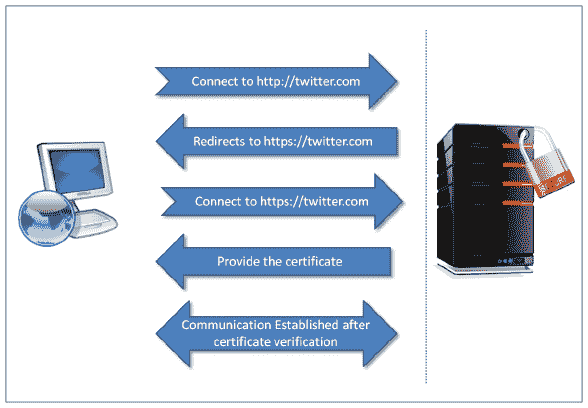 Connect to http://twitter.com
Redirects to https://twitter.com
Connect to https://twitter.com
Provide the certificate
Communication Established after
certificate verification